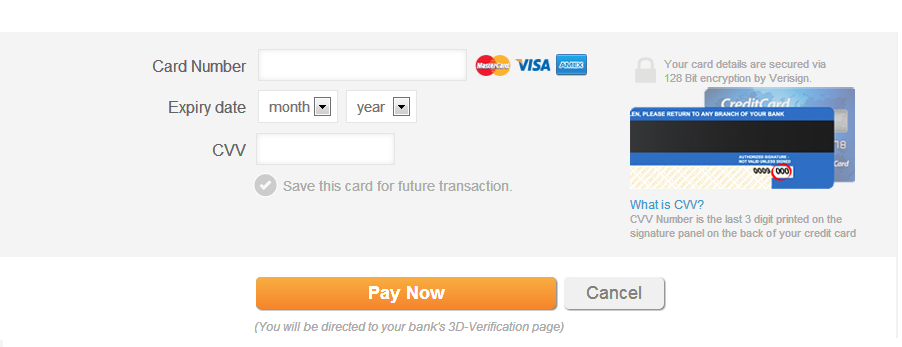 Card Number
MasterCard VISA AMEX
Expiry date month year
CVV
Save this card for future transaction.
Your card details are secured via
128 Bit encryption by Verisign.
CreditCard
LEN, PLEASE RETURN TO ANY BRANCH OF YOUR BANK
AUTHORIZED SIGNATURE -
NOT VALID UNLESS SIGNED
0009 000
Card
What is CVV?
CVV Number is the last 3 digit printed on the
signature panel on the back of your credit card
Pay Now Cancel
(You will be directed to your bank's 3D-Verification page)